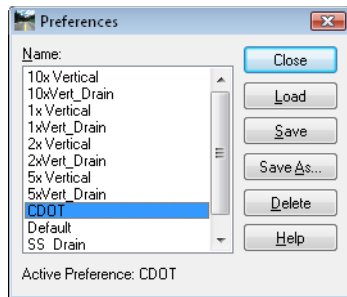 Preferences
Name:
10x Vertical
10xVert_Drain
1x Vertical
1xVert_Drain
2x Vertical
2xVert_Drain
5x Vertical
5xVert_Drain
CDOT
Default
SS_Drain
Close
Load
Save
Save As...
Delete
Help
Active Preference: CDOT